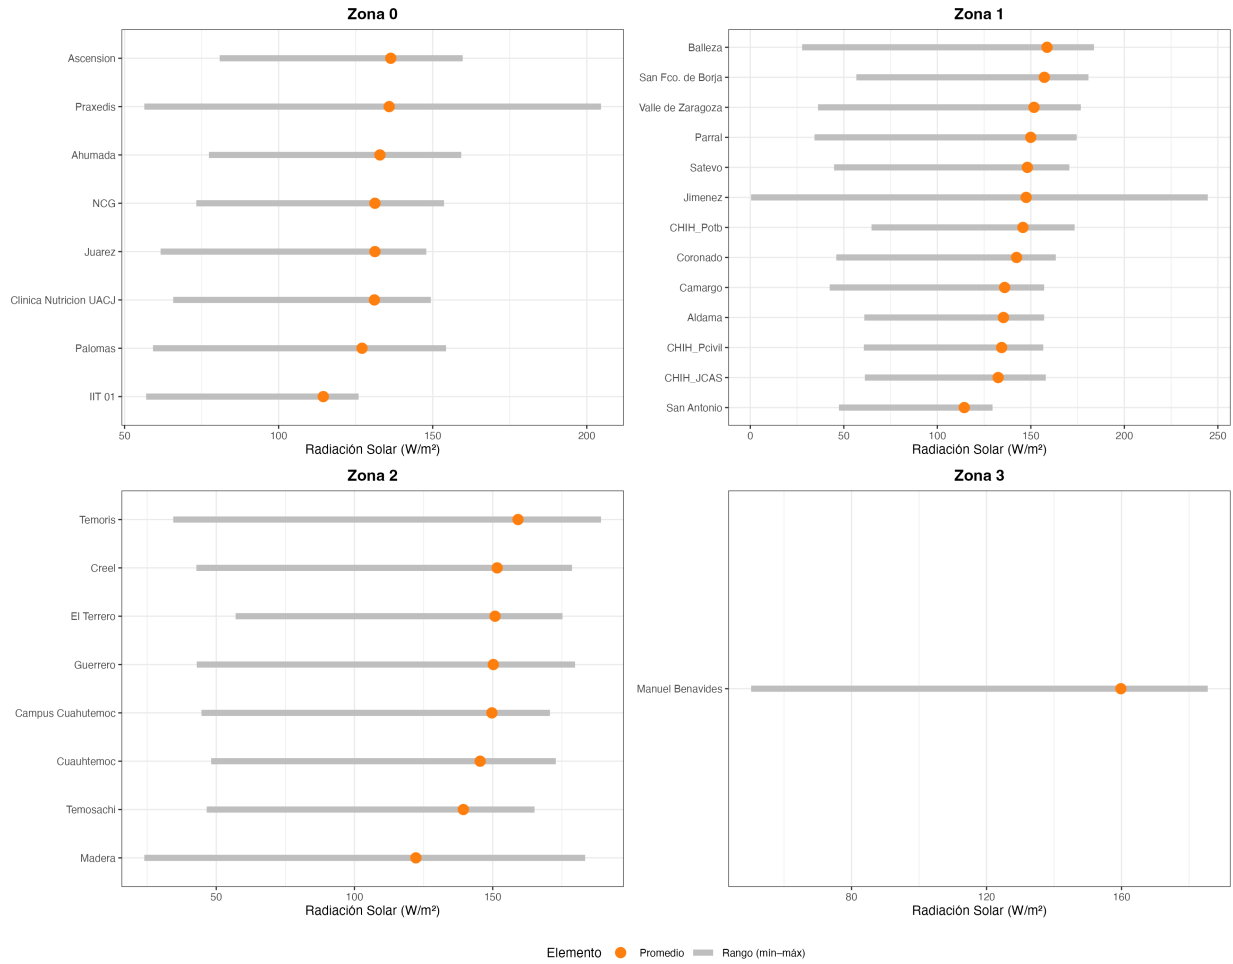 Zona 0
Ascension
Praxedis
Ahumada
NCG
Juarez
Clinica Nutricion UACJ
Palomas
IIT 01
50 100 150 200
Radiación Solar (W/m²)
Zona 1
Balleza
San Fco. de Borja
Valle de Zaragoza
Parral
Satevo
Jimenez
CHIH_Potb
Coronado
Camargo
Aldama
CHIH_Pcivil
CHIH_JCAS
San Antonio
0 50 100 150 200 250
Radiación Solar (W/m²)
Zona 2
Temoris
Creel
El Terrero
Guerrero
Campus Cuahutemoc
Cuauhtemoc
Temosachi
Madera
50 100 150
Radiación Solar (W/m²)
Zona 3
Manuel Benavides
80 120 160
Radiación Solar (W/m²)
Elemento Promedio Rango (mín–máx)